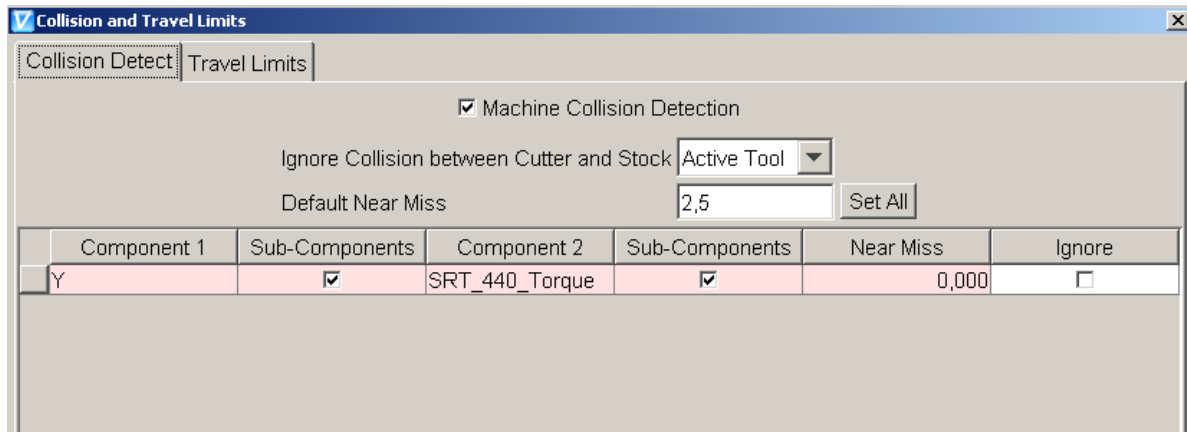 Collision and Travel Limits
Collision Detect Travel Limits
Machine Collision Detection
Ignore Collision between Cutter and Stock Active Tool
Default Near Miss 2,5 Set All
Component 1 Sub-Components Component 2 Sub-Components Near Miss Ignore
Y SRT_440_Torque 0,000